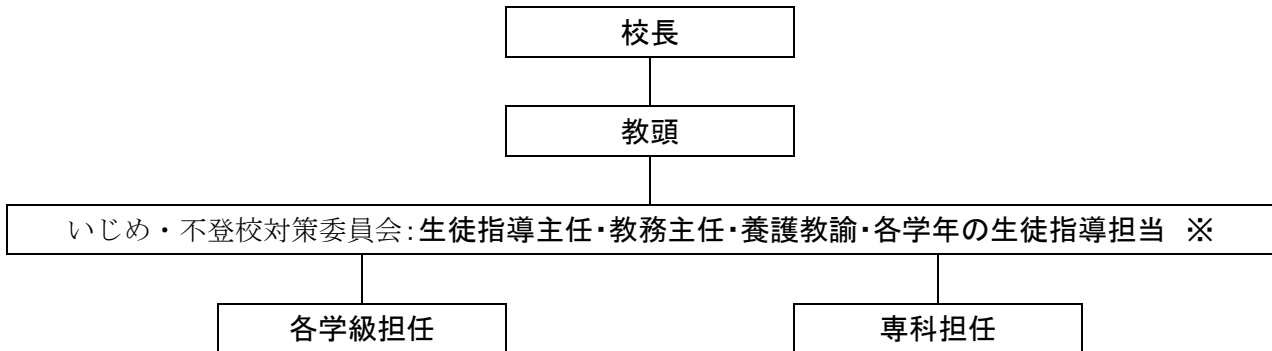 校長
教頭
いじめ・不登校対策委員会:生徒指導主任・教務主任・養護教諭・各学年の生徒指導担当　※
各学級担任
専科担任